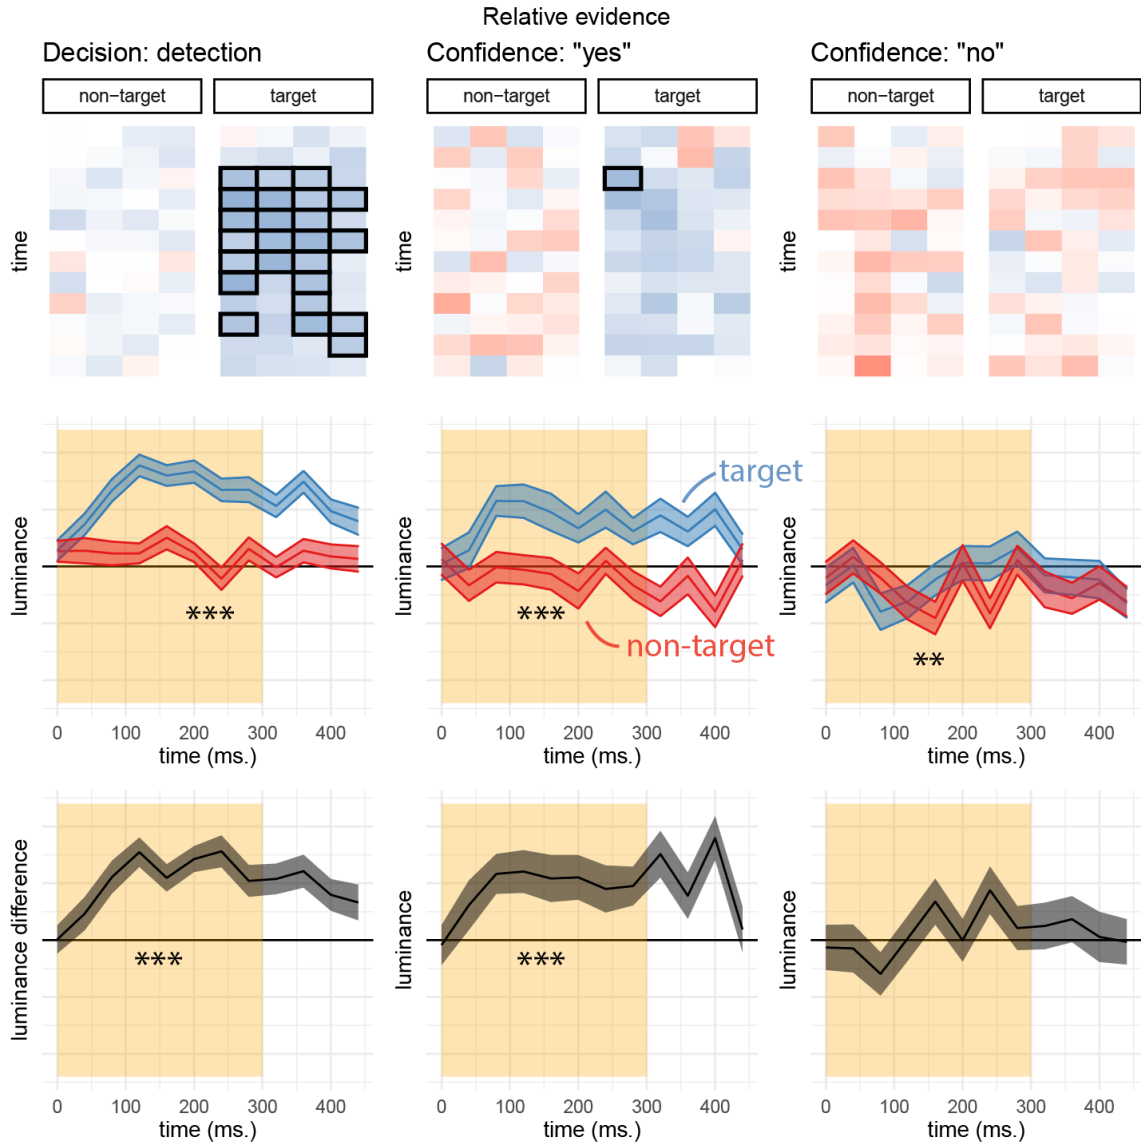 Relative evidence
Decision: detection
Confidence: "yes"
Confidence: "no"
non−target
target
non−target
target
non−target
target
time
time
time
luminance
***
0 100 200 300 400
time (ms.)
luminance
target
***
non-target
0 100 200 300 400
time (ms.)
luminance
**
0 100 200 300 400
time (ms.)
luminance difference
***
0 100 200 300 400
time (ms.)
luminance
***
0 100 200 300 400
time (ms.)
luminance
0 100 200 300 400
time (ms.)